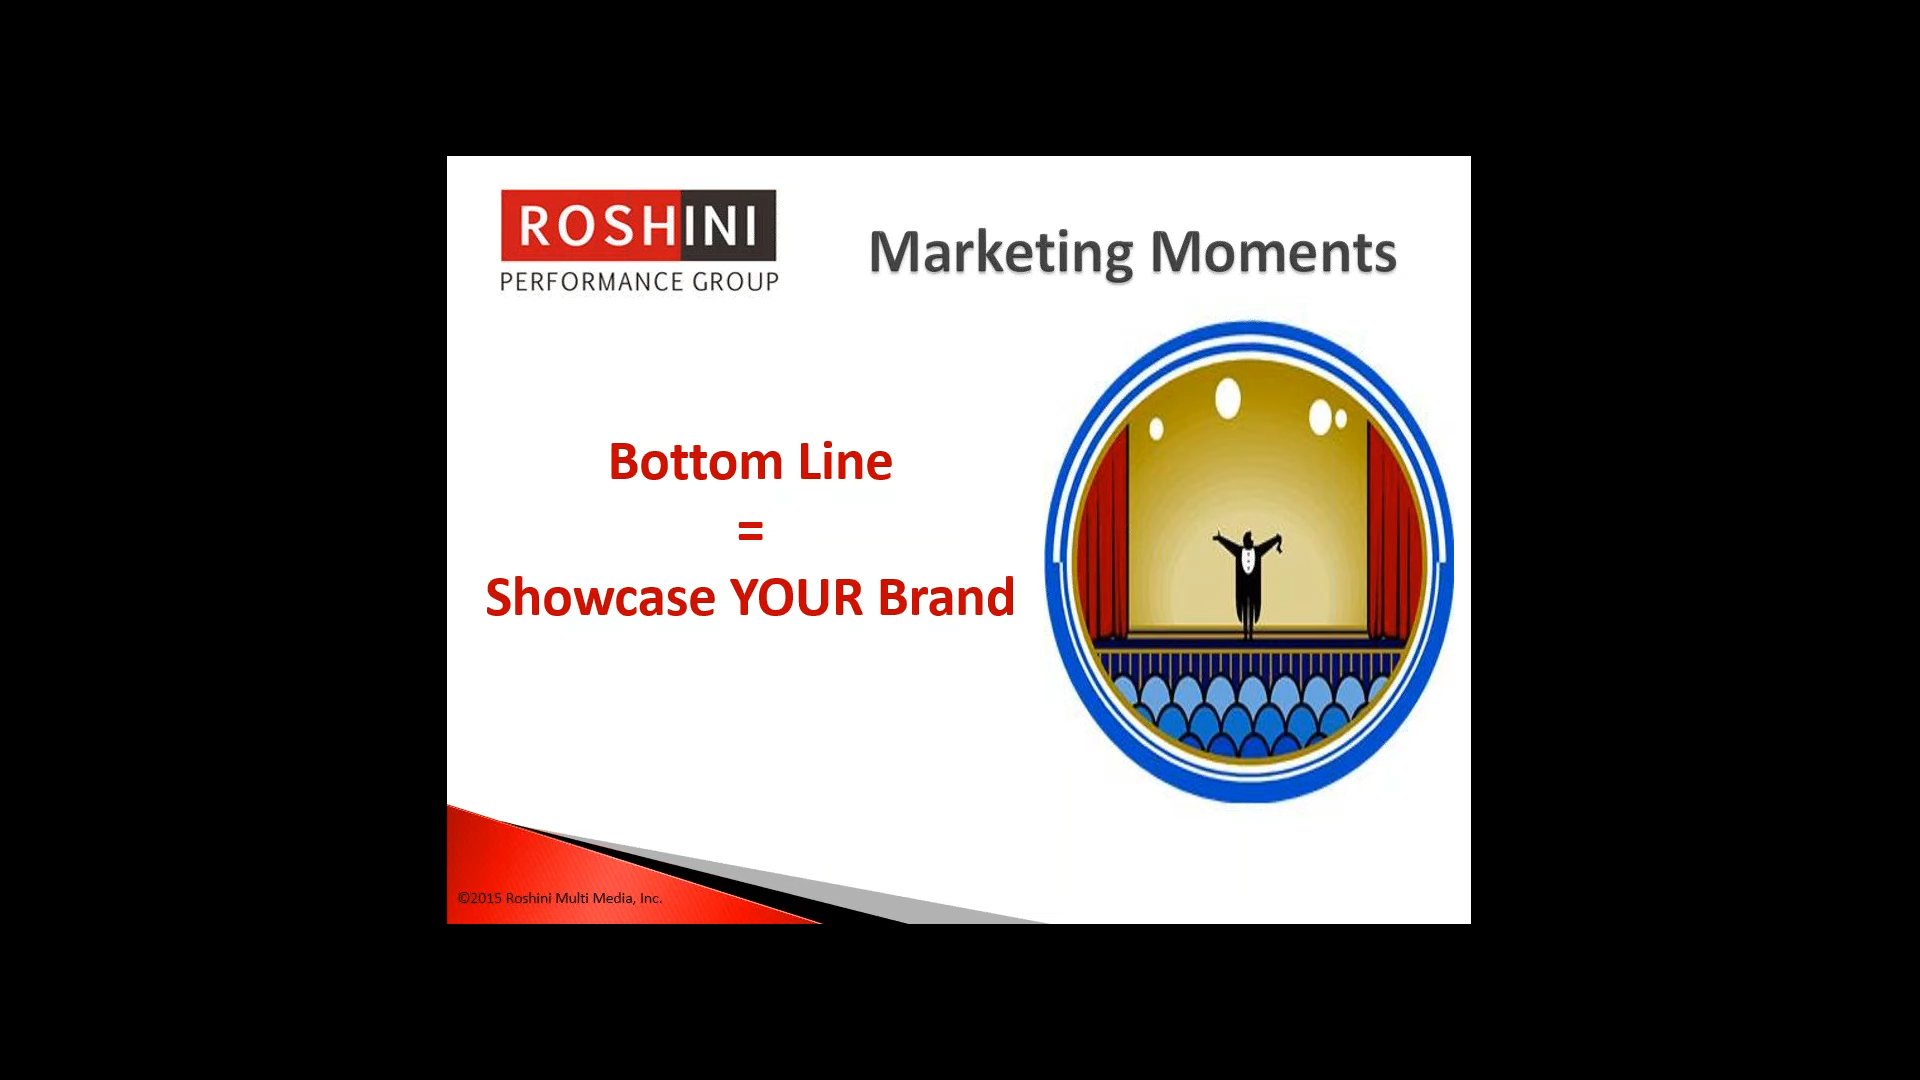 ROSHINI
PERFORMANCE GROUP
Marketing Moments
Bottom Line
=
Showcase YOUR Brand
©2015 Roshini Multi Media, Inc.